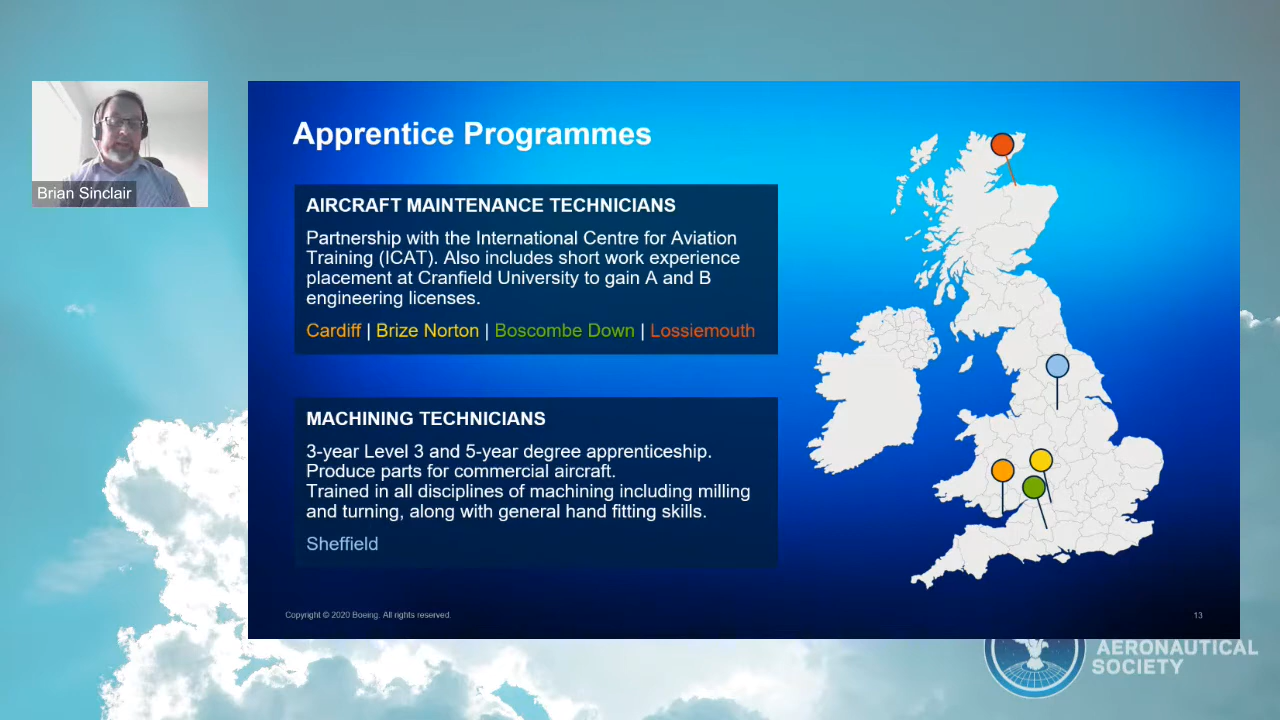 Brian Sinclair
Apprentice Programmes
AIRCRAFT MAINTENANCE TECHNICIANS
Partnership with the International Centre for Aviation
Training (ICAT). Also includes short work experience
placement at Cranfield University to gain A and B
engineering licenses.
Cardiff | Brize Norton | Boscombe Down | Lossiemouth
MACHINING TECHNICIANS
3-year Level 3 and 5-year degree apprenticeship.
Produce parts for commercial aircraft.
Trained in all disciplines of machining including milling
and turning, along with general hand fitting skills.
Sheffield
Copyright © 2020 Boeing. All rights reserved.
13
AERONAUTICAL
SOCIETY